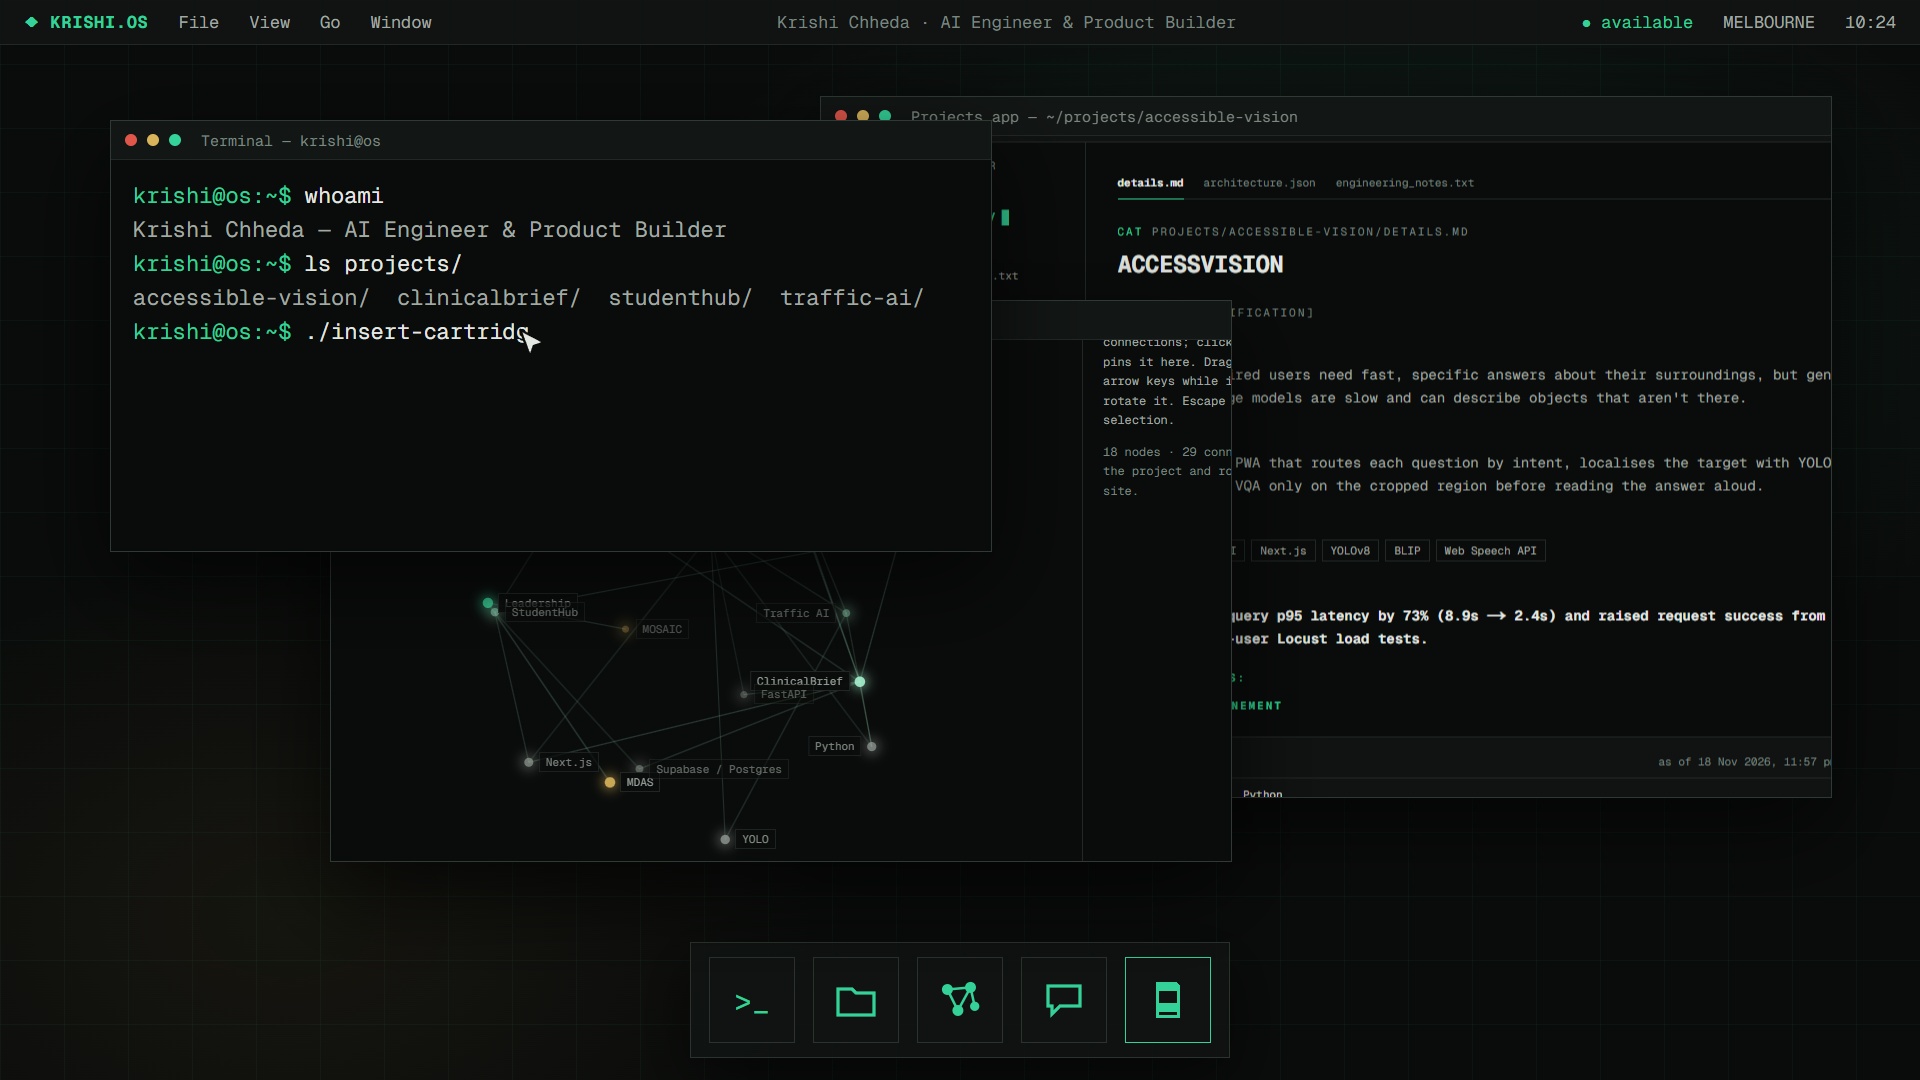 KRISHI.OS File View Go Window
Krishi Chheda · AI Engineer & Product Builder
available MELBOURNE 10:24
Projects.app — ~/projects/accessible-vision
Terminal — krishi@os
krishi@os:~$ whoami
Krishi Chheda — AI Engineer & Product Builder
krishi@os:~$ ls projects/
accessible-vision/ clinicalbrief/ studenthub/ traffic-ai/
krishi@os:~$ ./insert-cartridg
.txt
details.md architecture.json engineering_notes.txt
CAT PROJECTS/ACCESSIBLE-VISION/DETAILS.MD
ACCESSVISION
IFICATION]
ired users need fast, specific answers about their surroundings, but gen
ge models are slow and can describe objects that aren't there.
PWA that routes each question by intent, localises the target with YOLO
VQA only on the cropped region before reading the answer aloud.
I Next.js YOLOv8 BLIP Web Speech API
query p95 latency by 73% (8.9s → 2.4s) and raised request success from
-user Locust load tests.
S:
NEMENT
as of 18 Nov 2026, 11:57 p
Python
connections; click
pins it here. Drag
arrow keys while i
rotate it. Escape
selection.
18 nodes · 29 conn
the project and ro
site.
Leadership
StudentHub
MOSAIC
Traffic AI
ClinicalBrief
FastAPI
Python
Next.js
Supabase / Postgres
MDAS
YOLO
>_